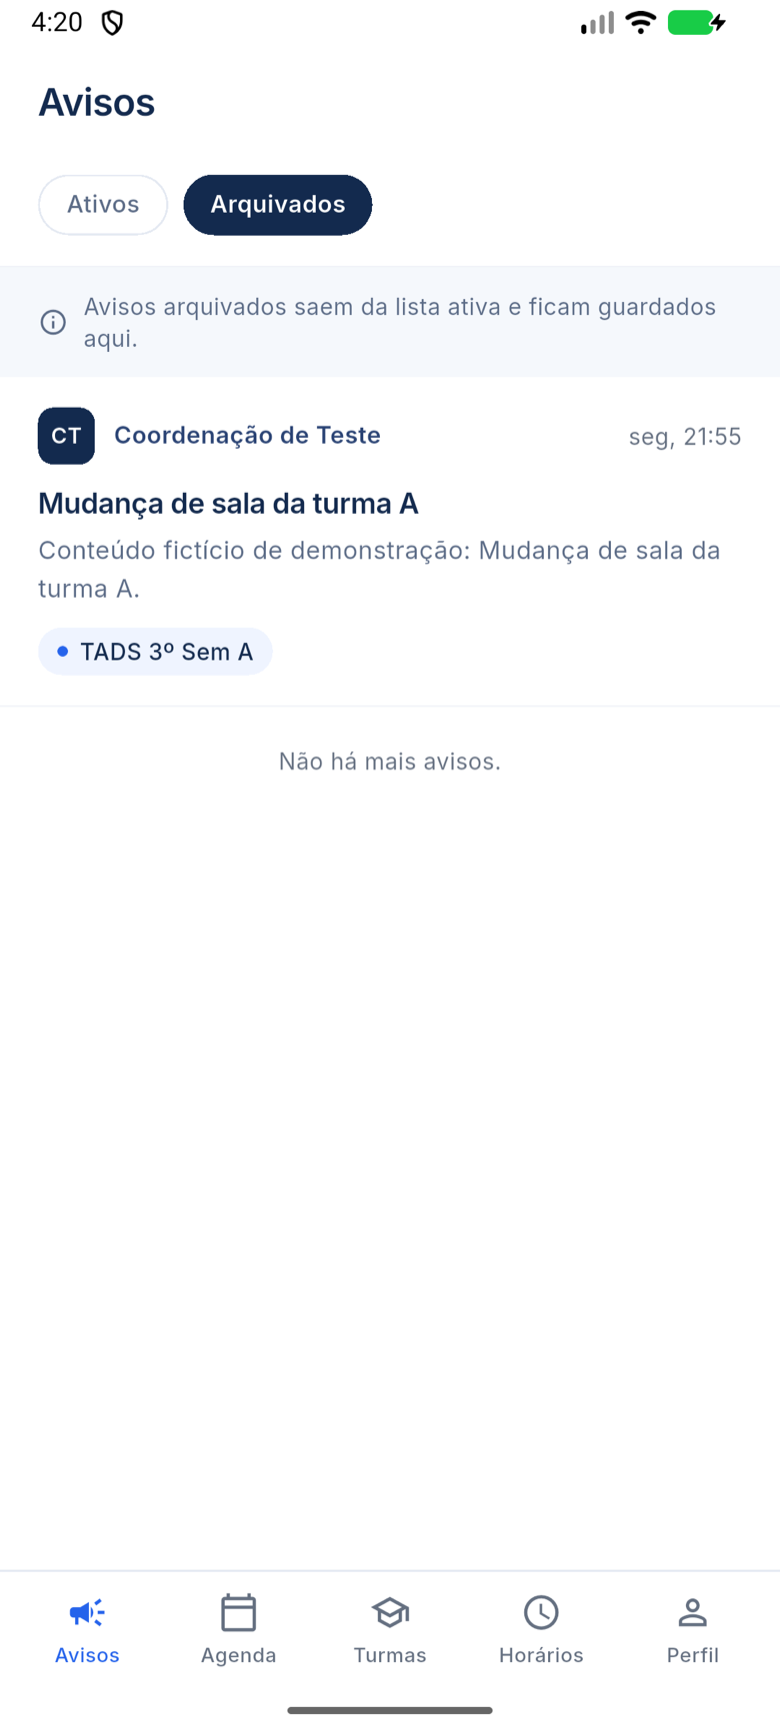 4:20
Avisos
Ativos
Arquivados
Avisos arquivados saem da lista ativa e ficam guardados
aqui.
CT
Coordenação de Teste
seg, 21:55
Mudança de sala da turma A
Conteúdo fictício de demonstração: Mudança de sala da
turma A.
TADS 3º Sem A
Não há mais avisos.
Avisos
Agenda
Turmas
Horários
Perfil